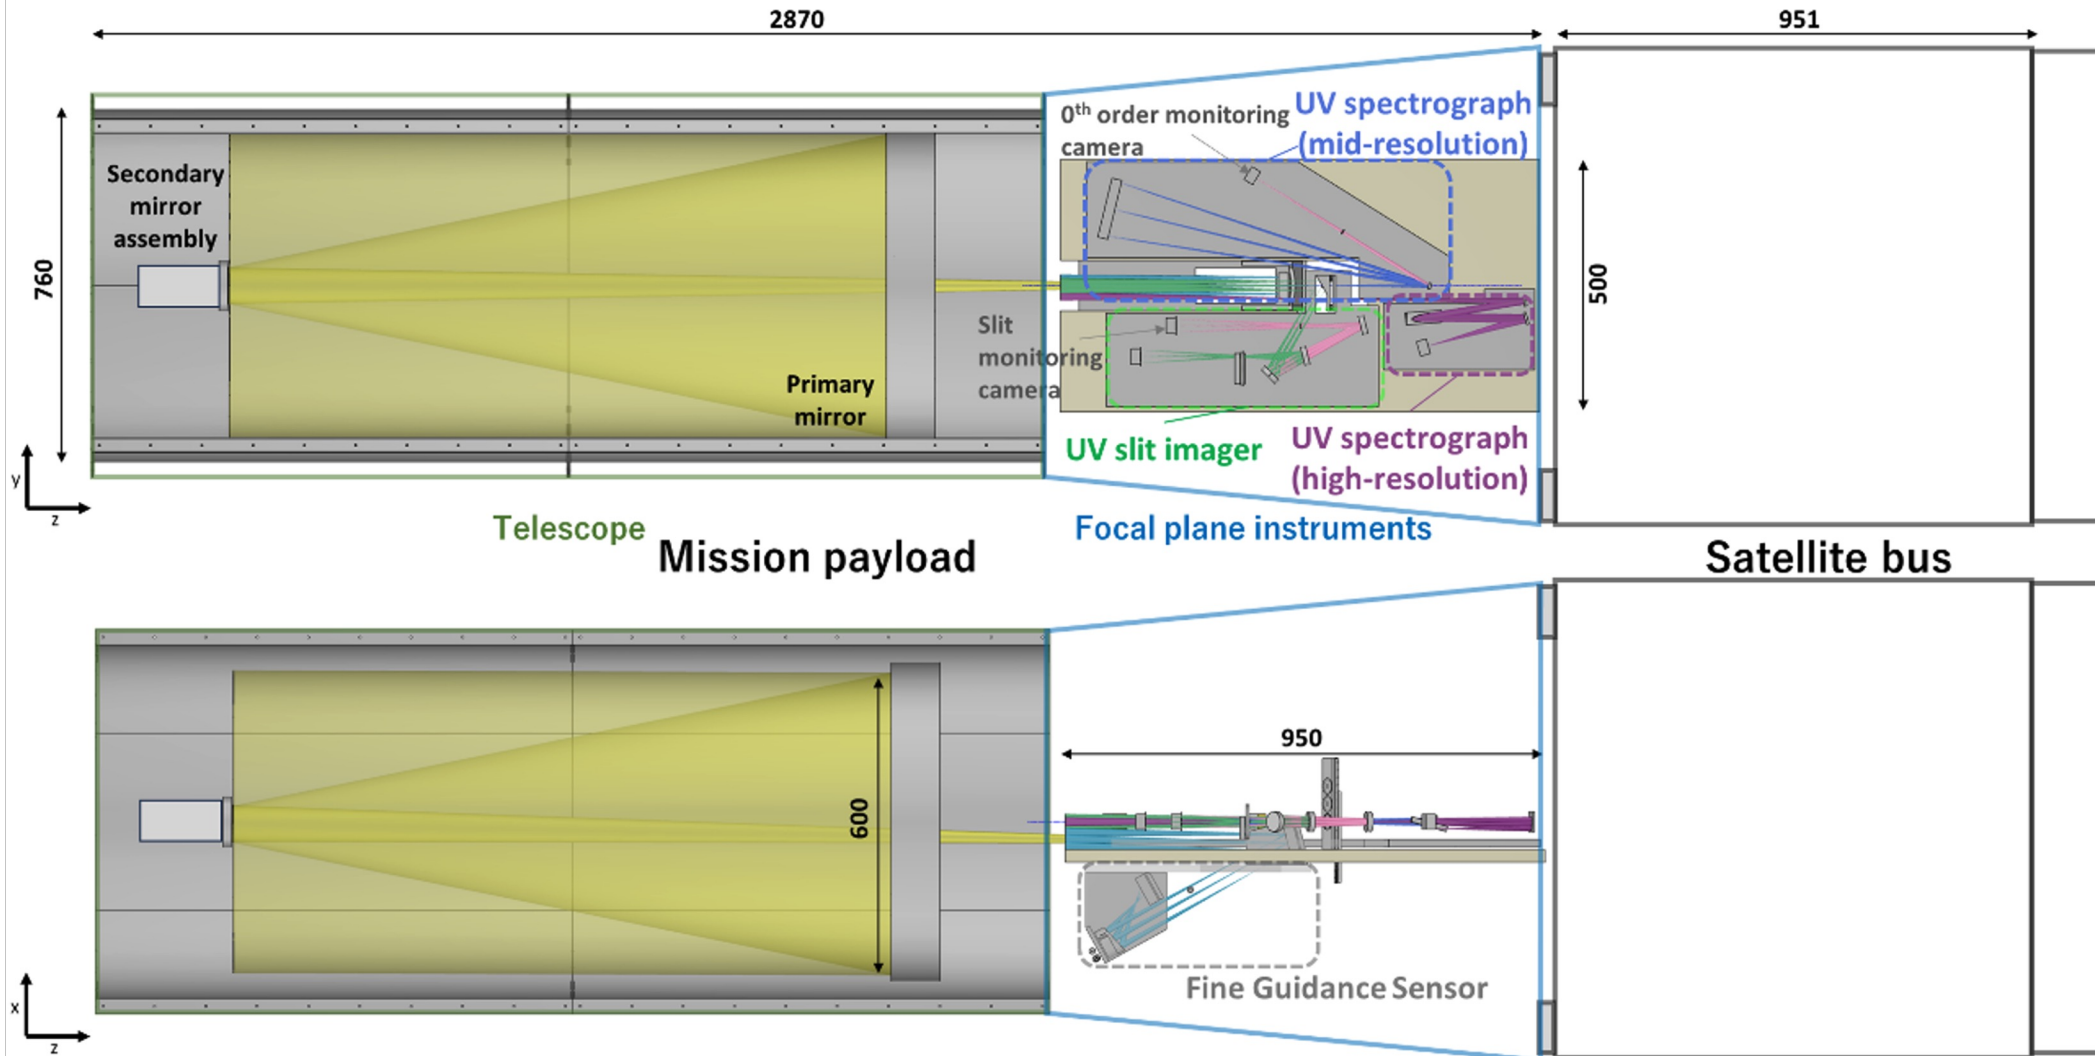 2870
951
0th order monitoring
camera
UV spectrograph
(mid-resolution)
Secondary
mirror
assembly
760
500
Slit
monitoring
camera
Primary
mirror
UV slit imager
UV spectrograph
(high-resolution)
y
z
Telescope
Focal plane instruments
Mission payload
Satellite bus
950
600
Fine Guidance Sensor
x
z